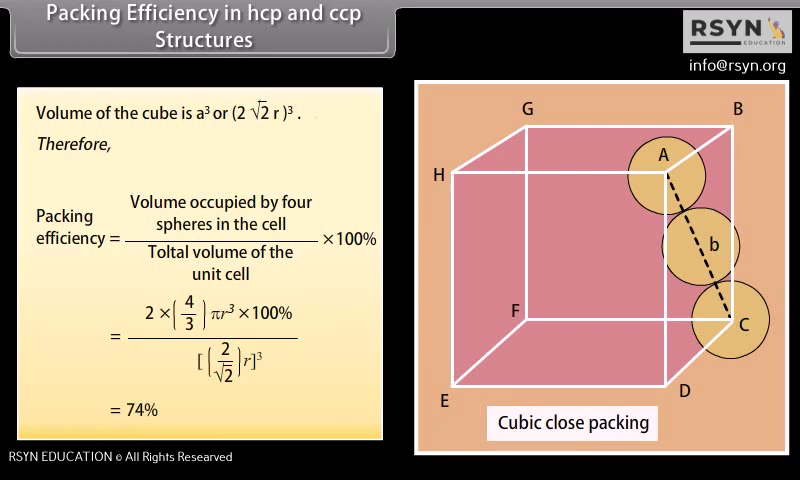 Packing Efficiency in hcp and ccp
Structures
RSYN
EDUCATION
info@rsyn.org
Volume of the cube is a³ or (2 √2 r )³ .
Therefore,
Packing efficiency = Volume occupied by four spheres in the cell / Toltal volume of the unit cell ×100%
= 2 ×(4/3) πr³ ×100% / [(2/√2)r]³
= 74%
G
B
A
H
b
F
C
E
D
Cubic close packing
RSYN EDUCATION © All Rights Researved